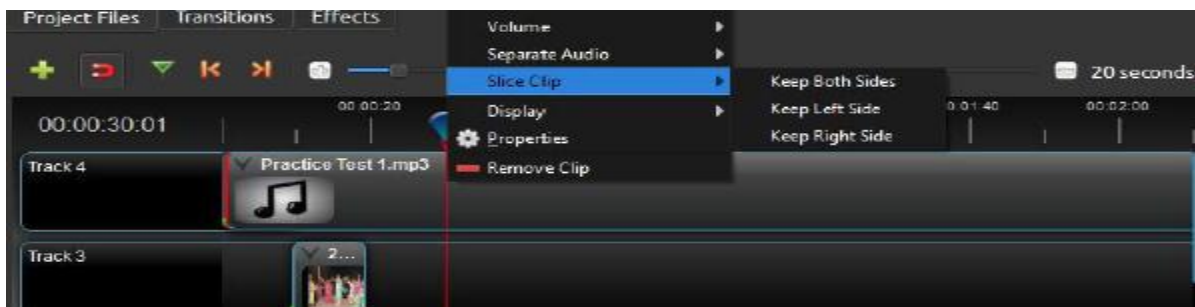 Project Files Transitions Effects
Volume
Separate Audio
Slice Clip
Display
Properties
Remove Clip
Keep Both Sides
Keep Left Side
Keep Right Side
20 seconds
00:00:30:01
00:00:20
0:01:40
00:02:00
Track 4
Practice Test 1.mp3
Track 3
2...